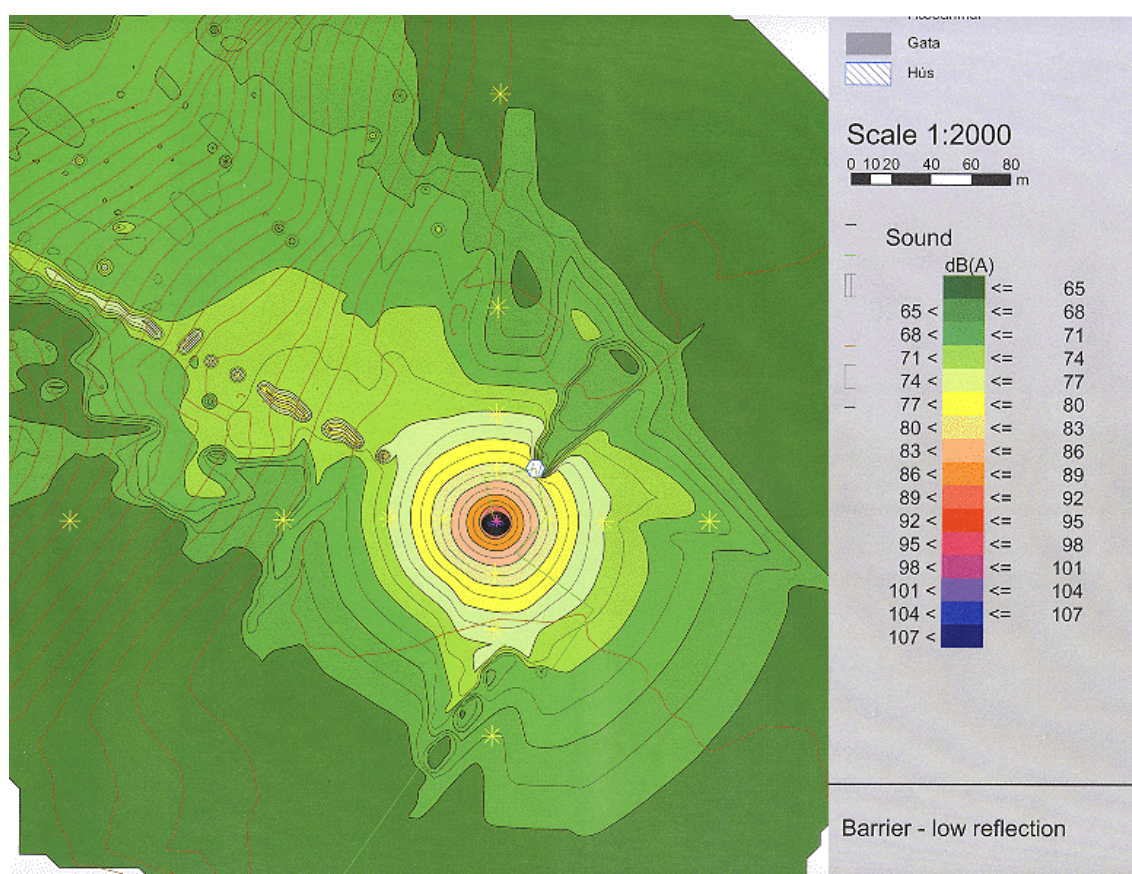 Gata
Hús
Scale 1:2000
0 10 20 40 60 80
m
Sound
dB(A)
<= 65
65 < <= 68
68 < <= 71
71 < <= 74
74 < <= 77
77 < <= 80
80 < <= 83
83 < <= 86
86 < <= 89
89 < <= 92
92 < <= 95
95 < <= 98
98 < <= 101
101 < <= 104
104 < <= 107
107 <
Barrier - low reflection